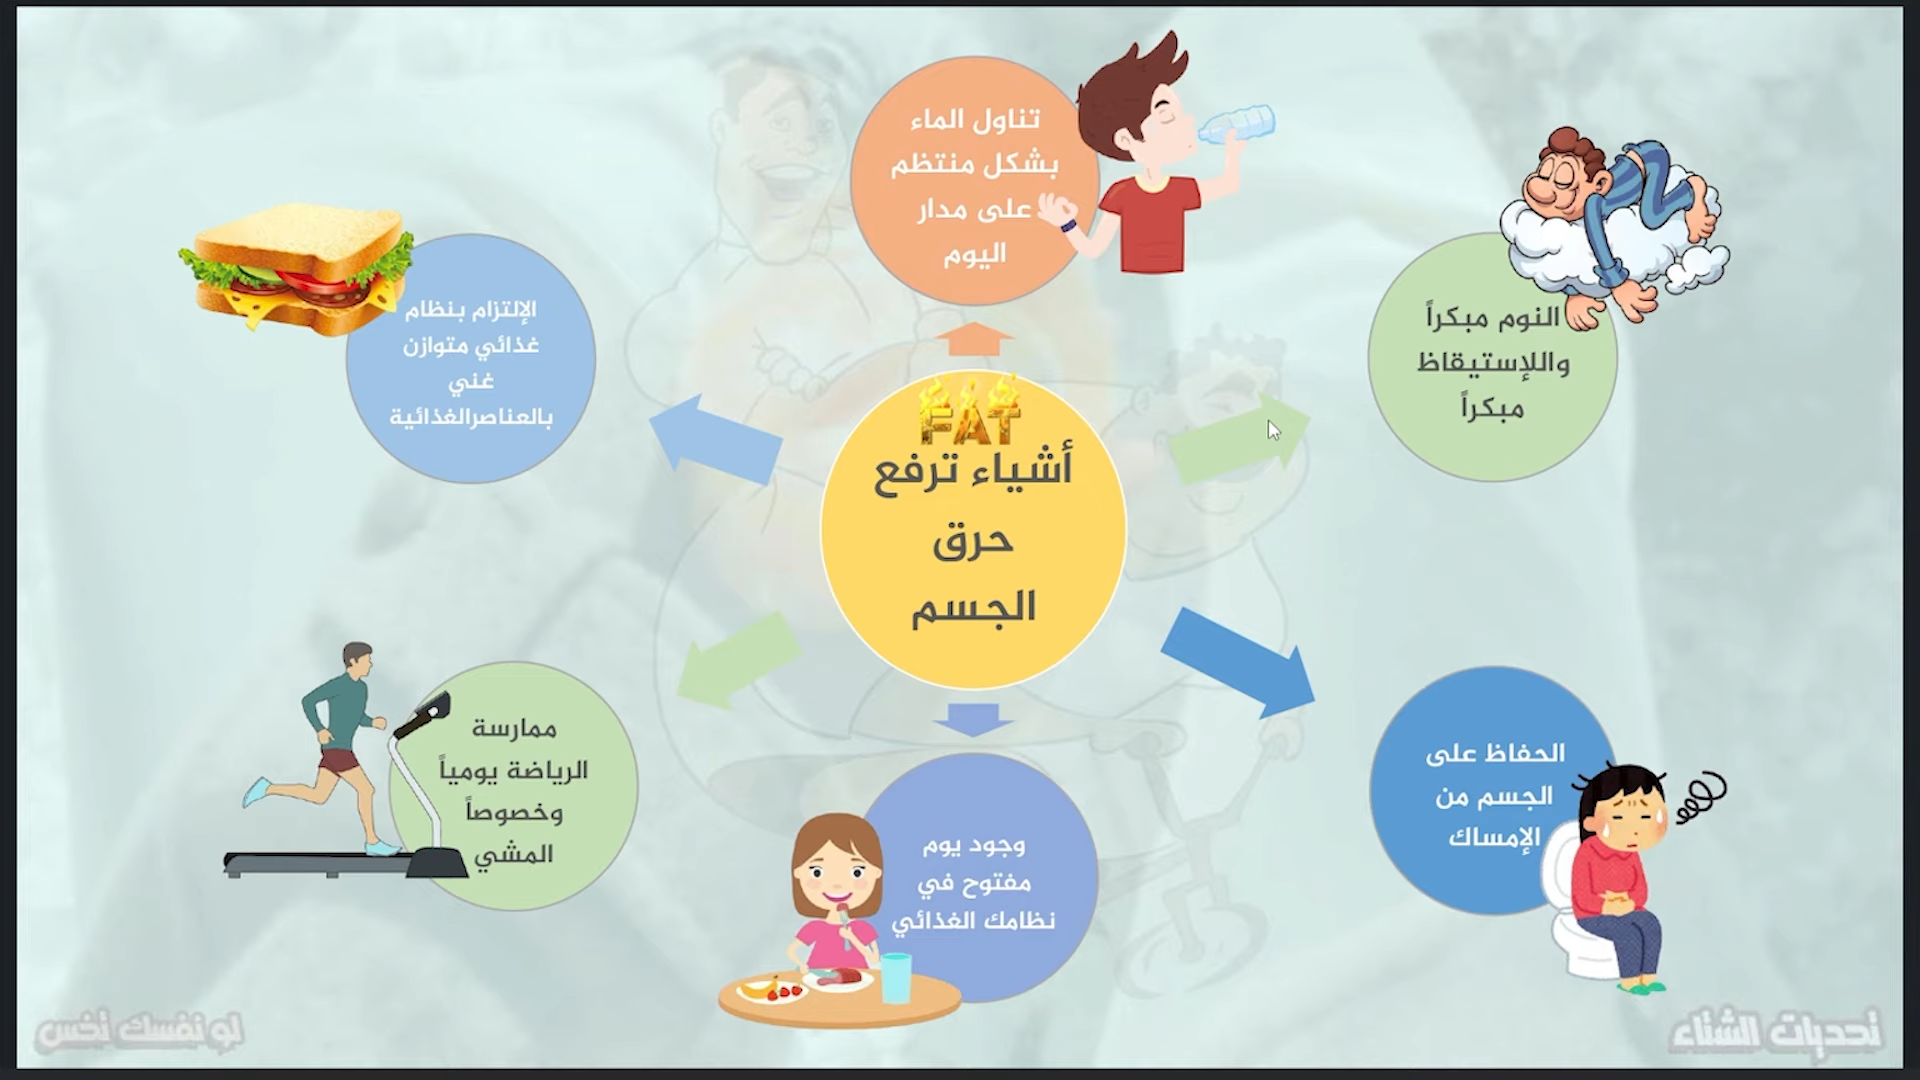 تناول الماء
بشكل منتظم
على مدار
اليوم
النوم مبكراً
واللإستيقاظ
مبكراً
الإلتزام بنظام
غذائي متوازن
غني
بالعناصرالغذائية
FAT
أشياء ترفع
حرق
الجسم
الحفاظ على
الجسم من
الإمساك
ممارسة
الرياضة يومياً
وخصوصاً
المشي
وجود يوم
مفتوح في
نظامك الغذائي
تحديات الشتاء
لو نفسك تخس